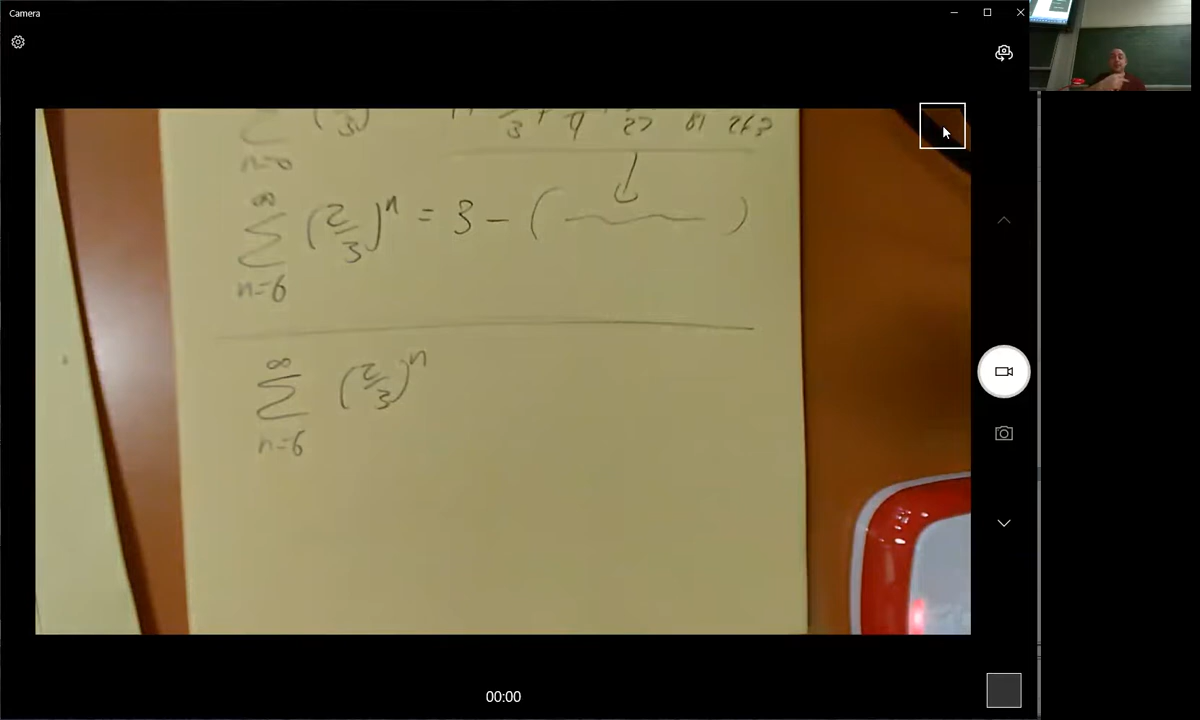 Camera
∞
∑ (2/3)^n = 3 - ( )
n=6
∞
∑ (2/3)^n
n=6
00:00